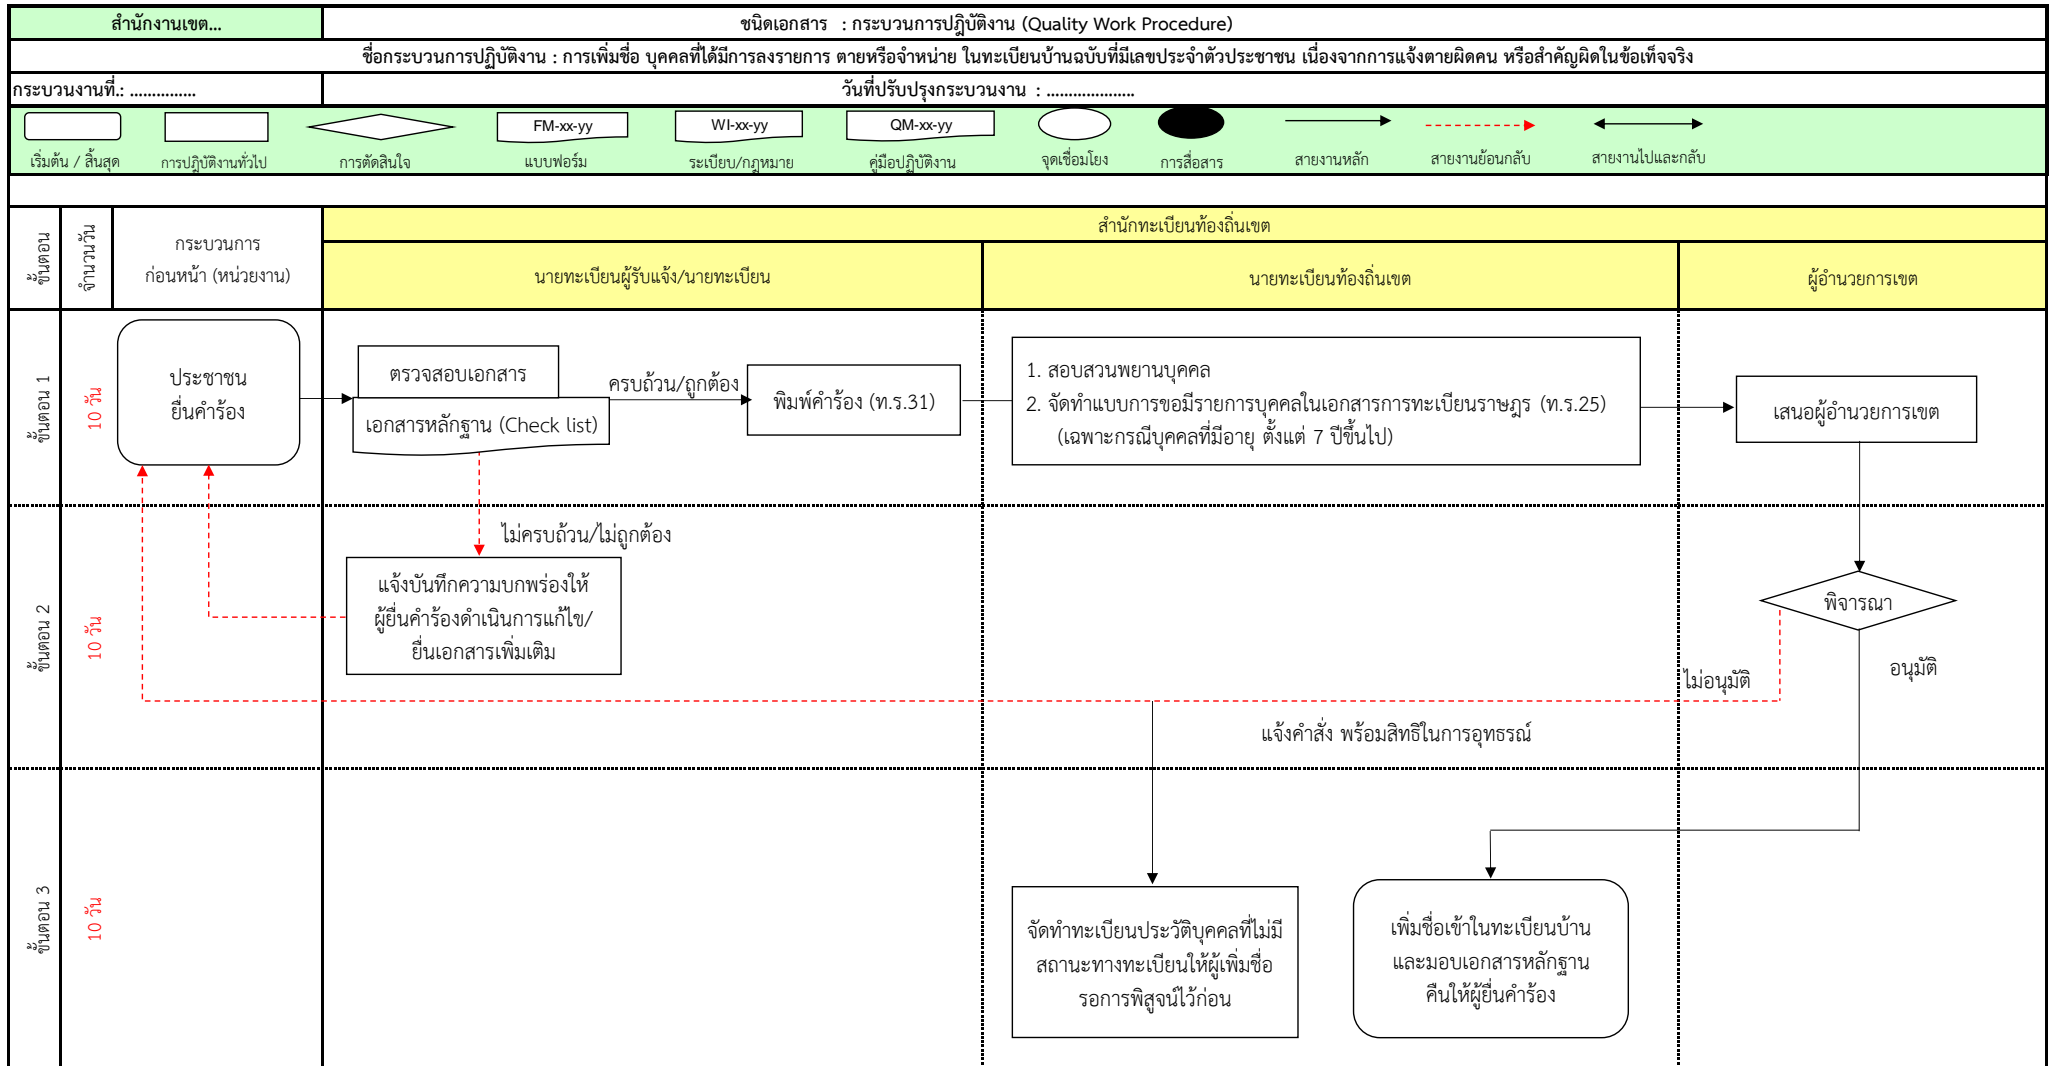 สำนักงานเขต...
ชนิดเอกสาร : กระบวนการปฎิบัติงาน (Quality Work Procedure)
ชื่อกระบวนการปฏิบัติงาน : การเพิ่มชื่อ บุคคลที่ได้มีการลงรายการ ตายหรือจำหน่าย ในทะเบียนบ้านฉบับที่มีเลขประจำตัวประชาชน เนื่องจากการแจ้งตายผิดคน หรือสำคัญผิดในข้อเท็จจริง
กระบวนงานที่.: ...............
วันที่ปรับปรุงกระบวนงาน : ....................
FM-xx-yy
WI-xx-yy
QM-xx-yy
เริ่มต้น / สิ้นสุด
การปฎิบัติงานทั่วไป
การตัดสินใจ
แบบฟอร์ม
ระเบียบ/กฎหมาย
คู่มือปฏิบัติงาน
จุดเชื่อมโยง
การสื่อสาร
สายงานหลัก
สายงานย้อนกลับ
สายงานไปและกลับ
ขั้นตอน
จำนวนวัน
กระบวนการ
ก่อนหน้า (หน่วยงาน)
สำนักทะเบียนท้องถิ่นเขต
นายทะเบียนผู้รับแจ้ง/นายทะเบียน
นายทะเบียนท้องถิ่นเขต
ผู้อำนวยการเขต
ขั้นตอน 1
10 วัน
ประชาชน
ยื่นคำร้อง
ตรวจสอบเอกสาร
เอกสารหลักฐาน (Check list)
ครบถ้วน/ถูกต้อง
พิมพ์คำร้อง (ท.ร.31)
1. สอบสวนพยานบุคคล
2. จัดทำแบบการขอมีรายการบุคคลในเอกสารการทะเบียนราษฎร (ท.ร.25)
(เฉพาะกรณีบุคคลที่มีอายุ ตั้งแต่ 7 ปีขึ้นไป)
เสนอผู้อำนวยการเขต
ขั้นตอน 2
10 วัน
ไม่ครบถ้วน/ไม่ถูกต้อง
แจ้งบันทึกความบกพร่องให้
ผู้ยื่นคำร้องดำเนินการแก้ไข/
ยื่นเอกสารเพิ่มเติม
พิจารณา
ไม่อนุมัติ
อนุมัติ
แจ้งคำสั่ง พร้อมสิทธิในการอุทธรณ์
ขั้นตอน 3
10 วัน
จัดทำทะเบียนประวัติบุคคลที่ไม่มี
สถานะทางทะเบียนให้ผู้เพิ่มชื่อ
รอการพิสูจน์ไว้ก่อน
เพิ่มชื่อเข้าในทะเบียนบ้าน
และมอบเอกสารหลักฐาน
คืนให้ผู้ยื่นคำร้อง